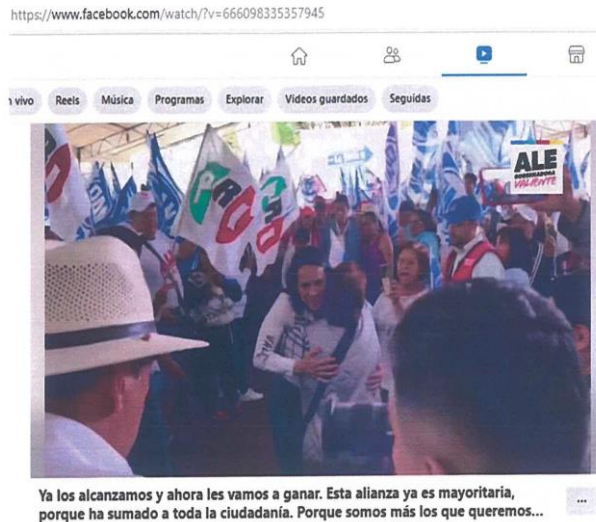 https://www.facebook.com/watch/?v=666098335357945
n vivo Reels Música Programas Explorar Videos guardados Seguidas
PRI
ALE
GOBERNADORA
VALIENTE
Ya los alcanzamos y ahora les vamos a ganar. Esta alianza ya es mayoritaria,
porque ha sumado a toda la ciudadanía. Porque somos más los que queremos...
...